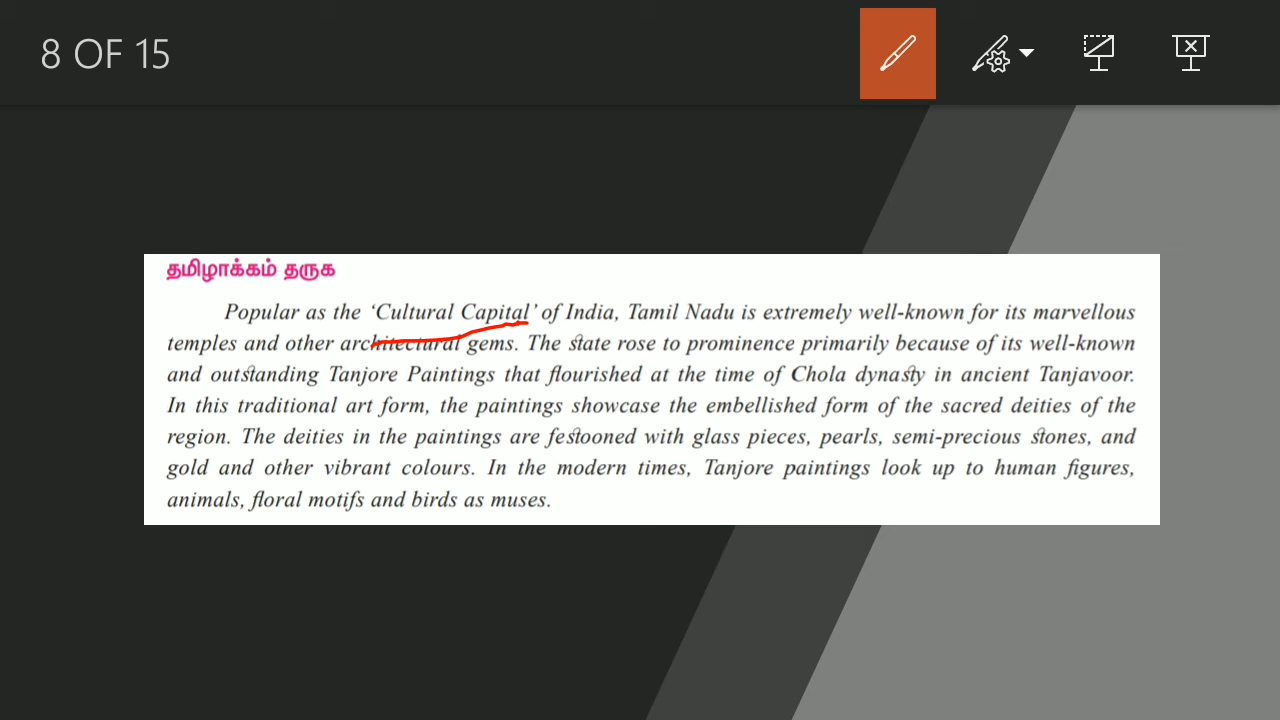 8 OF 15
தமிழாக்கம் தருக
Popular as the ‘Cultural Capital’ of India, Tamil Nadu is extremely well-known for its marvellous
temples and other architectural gems. The state rose to prominence primarily because of its well-known
and outstanding Tanjore Paintings that flourished at the time of Chola dynasty in ancient Tanjavoor.
In this traditional art form, the paintings showcase the embellished form of the sacred deities of the
region. The deities in the paintings are festooned with glass pieces, pearls, semi-precious stones, and
gold and other vibrant colours. In the modern times, Tanjore paintings look up to human figures,
animals, floral motifs and birds as muses.